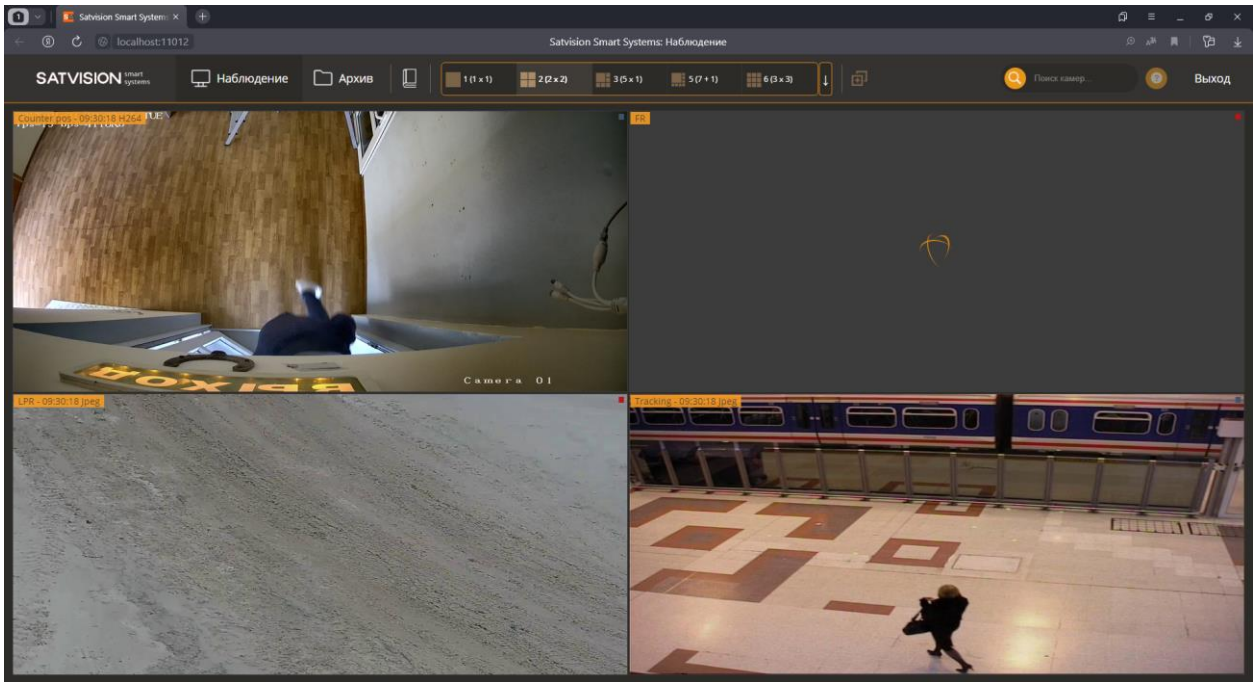 1
Satvision Smart Systems
localhost:11012
Satvision Smart Systems: Наблюдение
SATVISION smart systems
Наблюдение
Архив
1 (1 x 1)
2 (2 x 2)
3 (5 x 1)
5 (7 + 1)
6 (3 x 3)
Поиск камер...
?
Выход
Counter pos - 09:30:18 H264
FR
ВЫХОД
Camera 01
LPR - 09:30:18 Jpeg
Tracking - 09:30:18 Jpeg